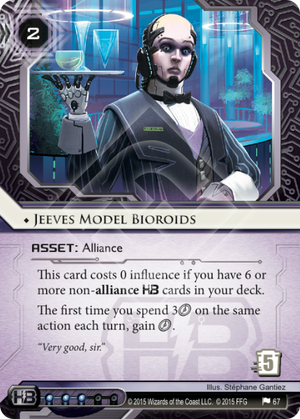 2
♦ Jeeves Model Bioroids
ASSET: Alliance
This card costs 0 influence if you have 6 or
more non-alliance HB cards in your deck.
The first time you spend 3🕓 on the same
action each turn, gain 🕓.
"Very good, sir."
5
Illus. Stéphane Gantiez
HB
© 2015 Wizards of the Coast LLC. © 2015 FFG
67